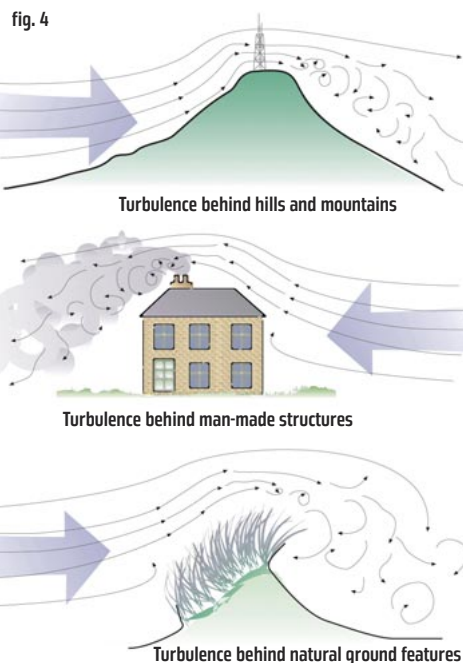 fig. 4
Turbulence behind hills and mountains
Turbulence behind man-made structures
Turbulence behind natural ground features